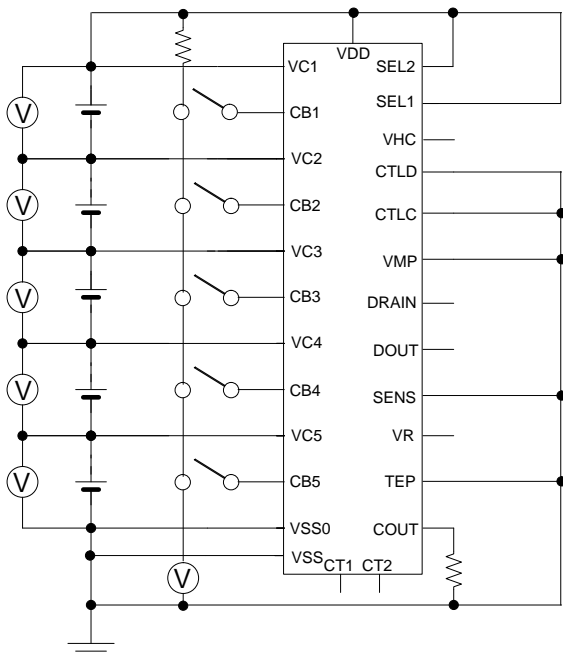 VDD
VC1
SEL2
V
CB1
SEL1
VHC
VC2
CTLD
V
CB2
CTLC
VC3
VMP
V
CB3
DRAIN
VC4
DOUT
V
CB4
SENS
VC5
VR
V
CB5
TEP
VSS0
COUT
VSS
CT1
CT2
V